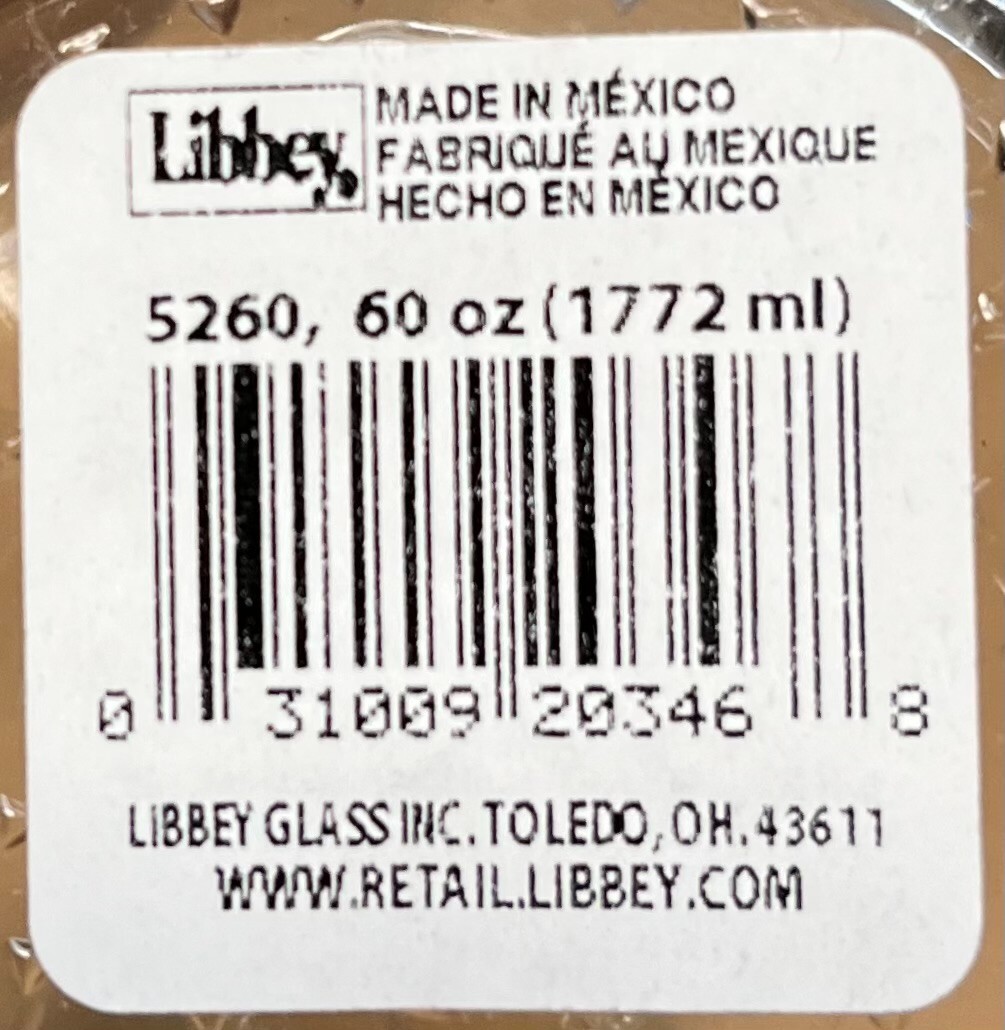 Libbey
MADE IN MÉXICO
FABRIQUÉ AU MEXIQUE
HECHO EN MÉXICO
5260, 60 oz (1772 ml)
0 31009 20346 8
LIBBEY GLASS INC. TOLEDO, OH. 43611
WWW.RETAIL.LIBBEY.COM